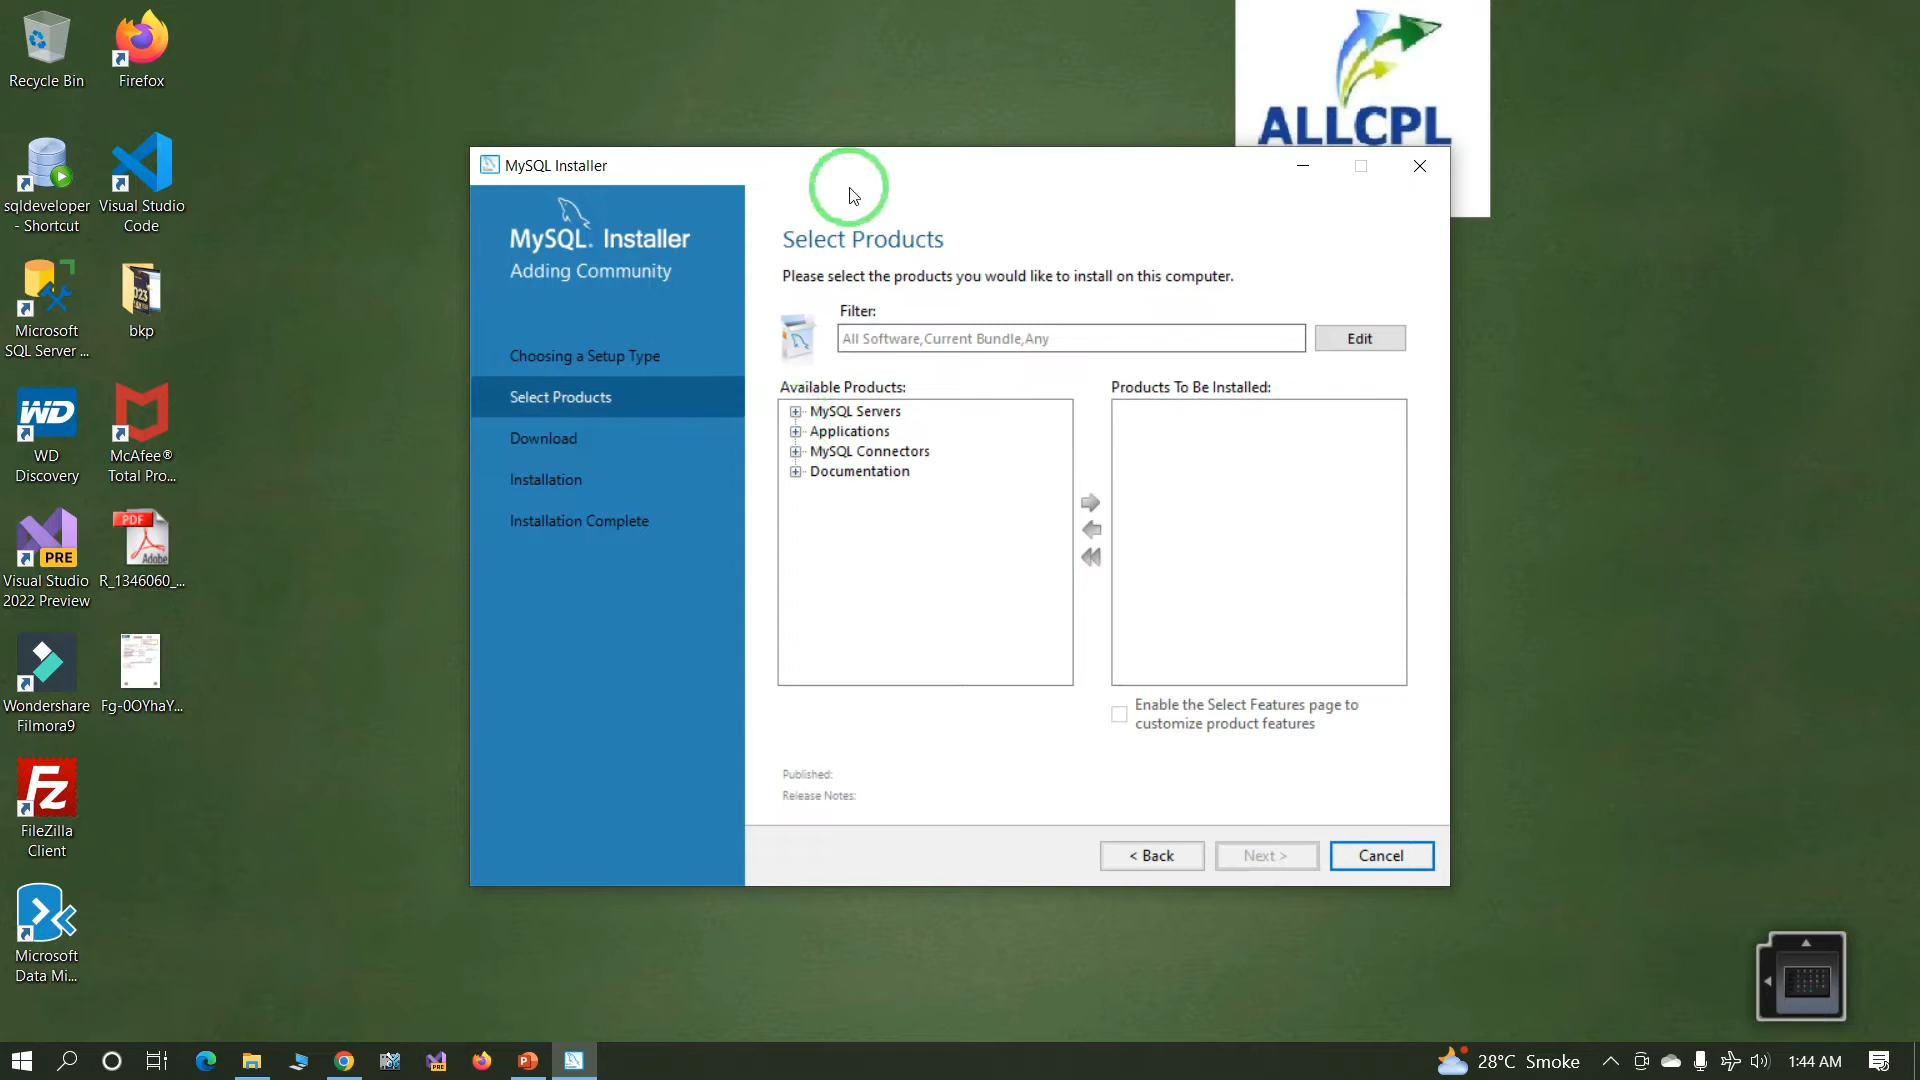 Recycle Bin
Firefox
sqldeveloper
- Shortcut
Visual Studio
Code
Microsoft
SQL Server ...
bkp
WD
Discovery
McAfee®
Total Pro...
Visual Studio
2022 Preview
PRE
PDF
Adobe
R_1346060_...
Wondershare
Filmora9
Fg-0OYhaY...
FileZilla
Client
Microsoft
Data Mi...
ALLCPL
MySQL Installer
MySQL. Installer
Adding Community
Choosing a Setup Type
Select Products
Download
Installation
Installation Complete
Select Products
Please select the products you would like to install on this computer.
Filter:
All Software,Current Bundle,Any
Edit
Available Products:
Products To Be Installed:
MySQL Servers
Applications
MySQL Connectors
Documentation
Enable the Select Features page to
customize product features
Published:
Release Notes:
< Back
Next >
Cancel
28°C Smoke
1:44 AM